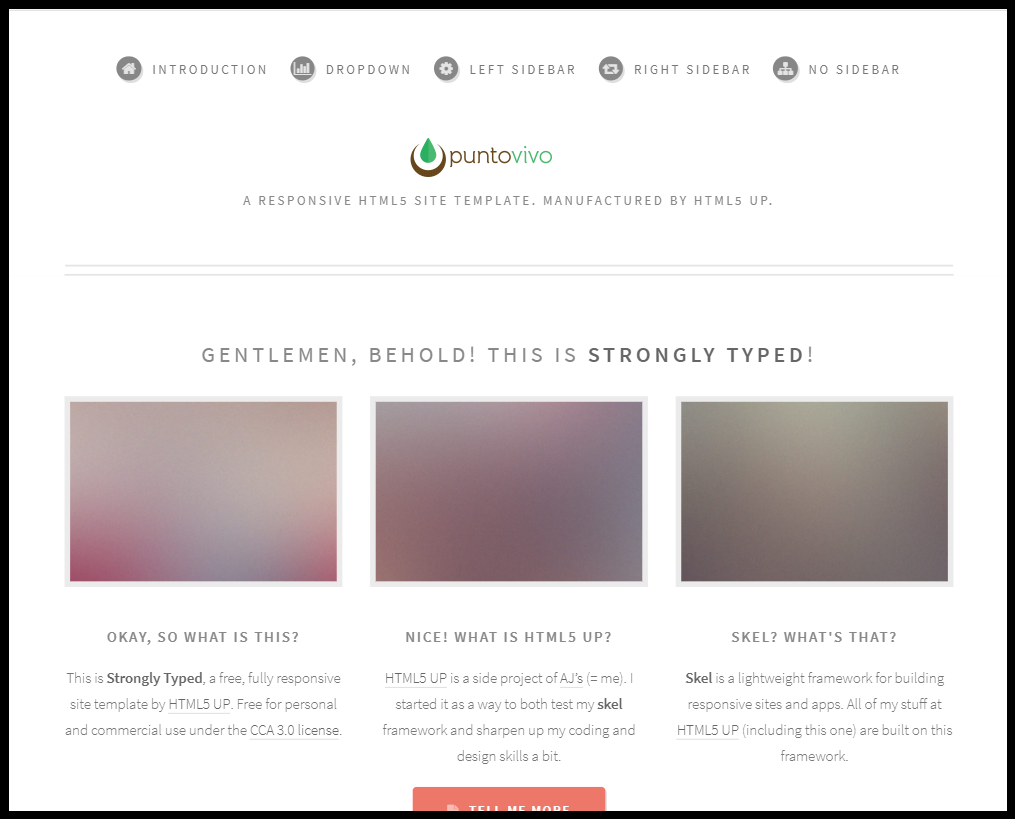 INTRODUCTION DROPDOWN LEFT SIDEBAR RIGHT SIDEBAR NO SIDEBAR
puntovivo
A RESPONSIVE HTML5 SITE TEMPLATE. MANUFACTURED BY HTML5 UP.
GENTLEMEN, BEHOLD! THIS IS STRONGLY TYPED!
OKAY, SO WHAT IS THIS?
This is Strongly Typed, a free, fully responsive
site template by HTML5 UP. Free for personal
and commercial use under the CCA 3.0 license.
NICE! WHAT IS HTML5 UP?
HTML5 UP is a side project of AJ's (= me). I
started it as a way to both test my skel
framework and sharpen up my coding and
design skills a bit.
SKEL? WHAT'S THAT?
Skel is a lightweight framework for building
responsive sites and apps. All of my stuff at
HTML5 UP (including this one) are built on this
framework.
TELL ME MORE